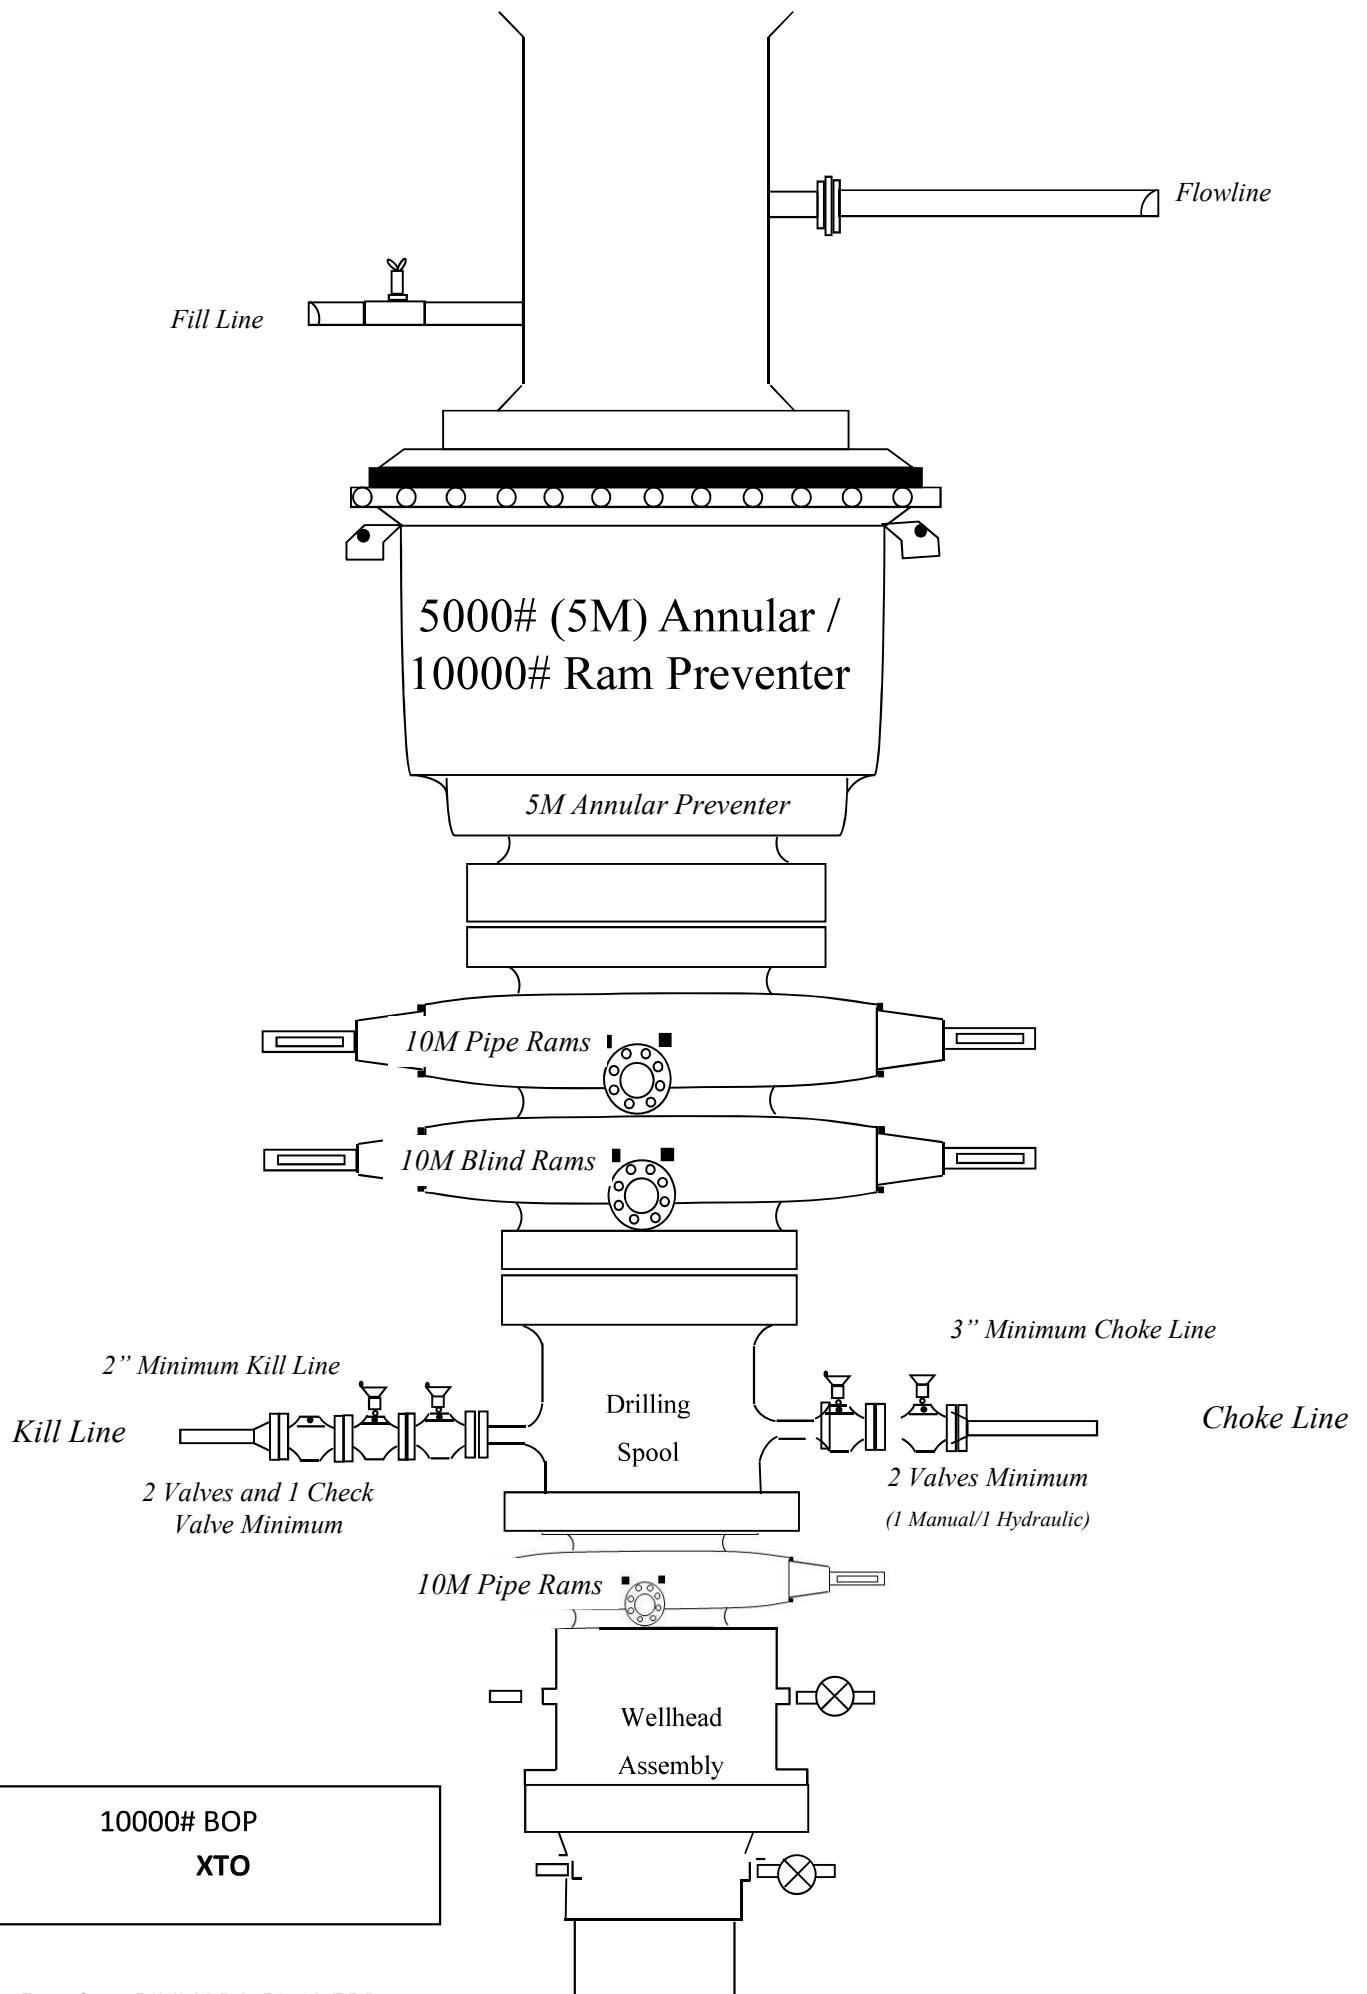 Flowline
Fill Line
5000# (5M) Annular /
10000# Ram Preventer
5M Annular Preventer
10M Pipe Rams
10M Blind Rams
3” Minimum Choke Line
2” Minimum Kill Line
Drilling
Spool
Kill Line
Choke Line
2 Valves and 1 Check
Valve Minimum
2 Valves Minimum
(1 Manual/1 Hydraulic)
10M Pipe Rams
Wellhead
Assembly
10000# BOP
XTO